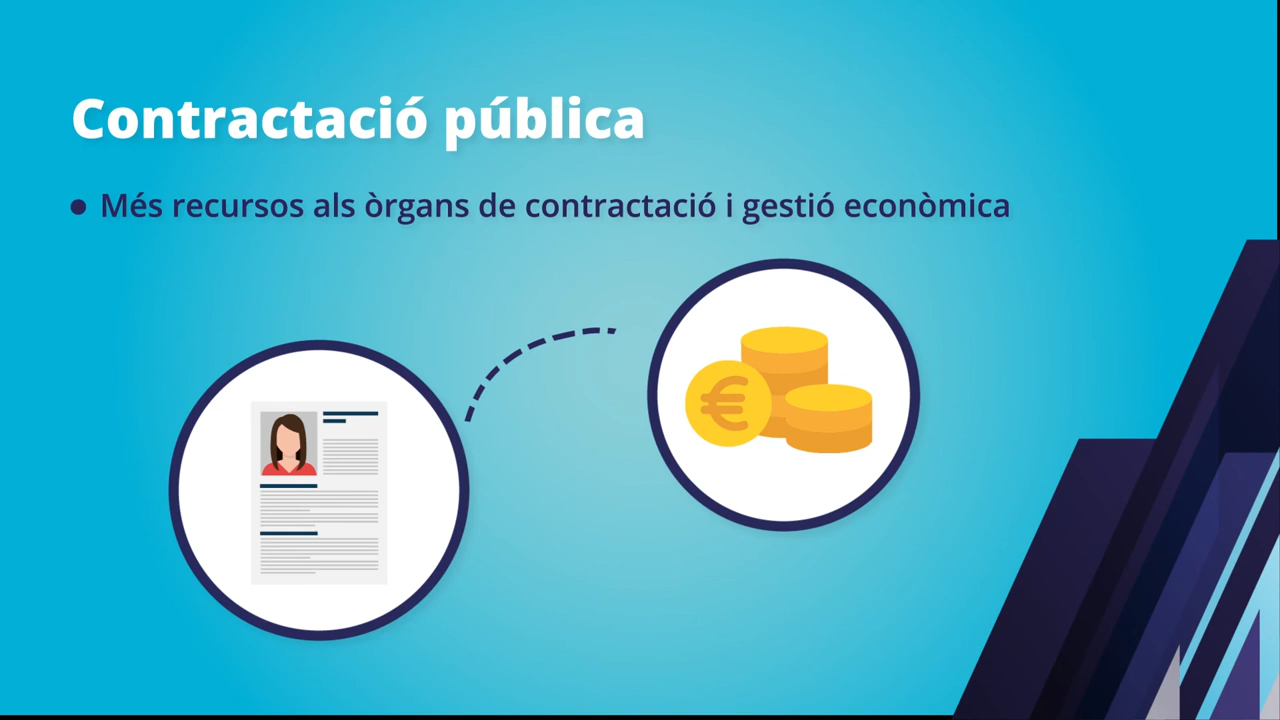 Contractació pública
• Més recursos als òrgans de contractació i gestió econòmica